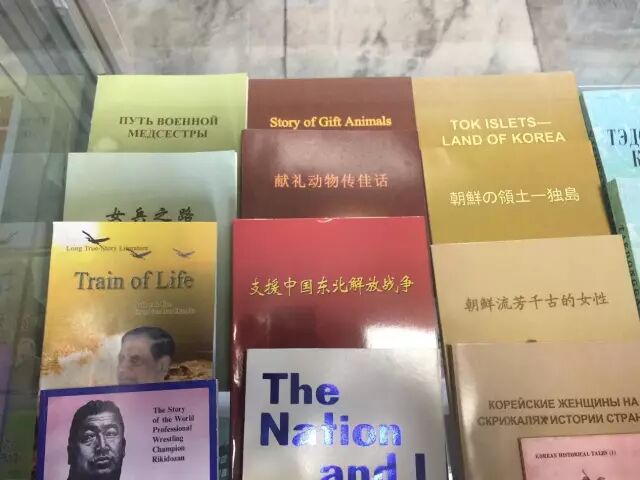 ПУТЬ ВОЕННОЙ
МЕДСЕСТРЫ
Story of Gift Animals
TOK ISLETS—
LAND OF KOREA
ТЭД
女兵之路
献礼动物传佳话
朝鮮の領土ー独島
Long True-Story Literature
Train of Life
支援中国东北解放战争
朝鲜流芳千古的女性
The Story
of the World
Professional
Wrestling
Champion
Rikidozan
The
Nation
and I
КОРЕЙСКИЕ ЖЕНЩИНЫ НА
СКРИЖАЛЯХ ИСТОРИИ СТРАН
KOREAN HISTORICAL TALES (1)